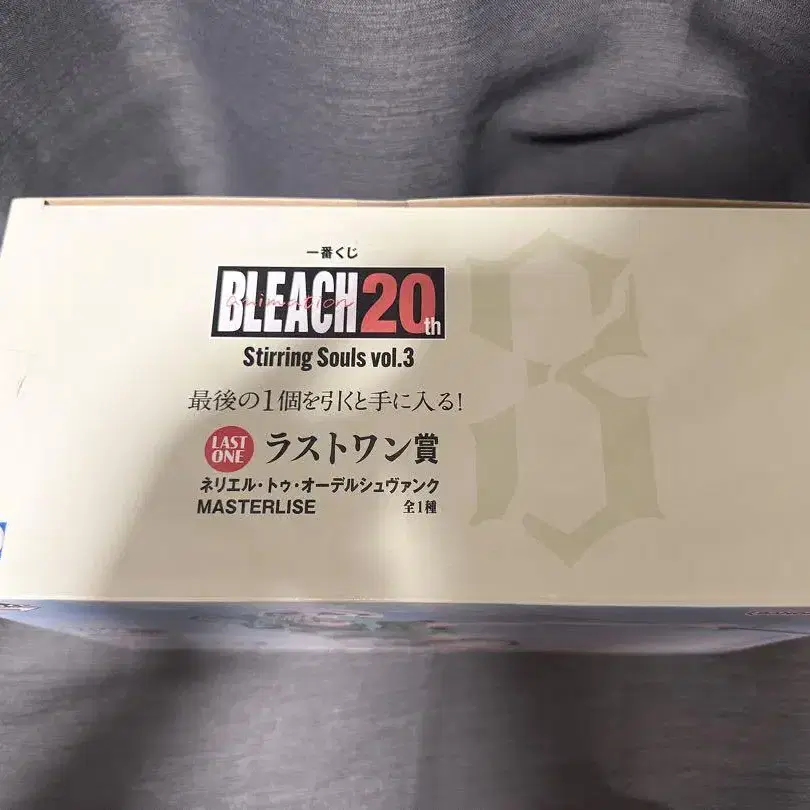 一番くじ
BLEACH 20th
animation
Stirring Souls vol.3
最後の1個を引くと手に入る!
LAST ONE ラストワン賞
ネリエル・トゥ・オーデルシュヴァンク
MASTERLISE 全1種
B